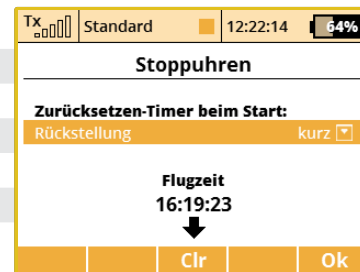 Tx Standard 12:22:14 64%
Stoppuhren
Zurücksetzen-Timer beim Start:
Rückstellung kurz
Flugzeit
16:19:23
Clr Ok